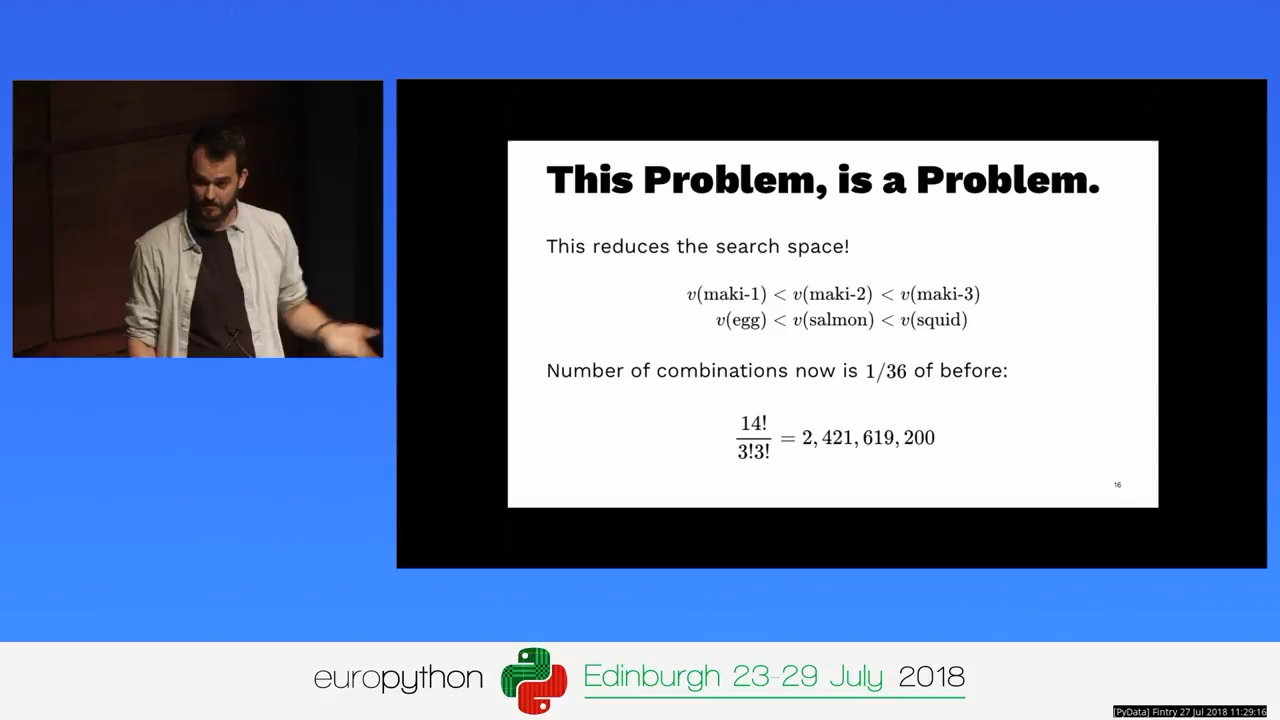 This Problem, is a Problem.
This reduces the search space!
v(maki-1) < v(maki-2) < v(maki-3)
v(egg) < v(salmon) < v(squid)
Number of combinations now is 1/36 of before:
14!
3!3!
= 2, 421, 619, 200
16
europython
Edinburgh 23-29 July 2018
[PyData] Fintry 27 Jul 2018 11:29:16